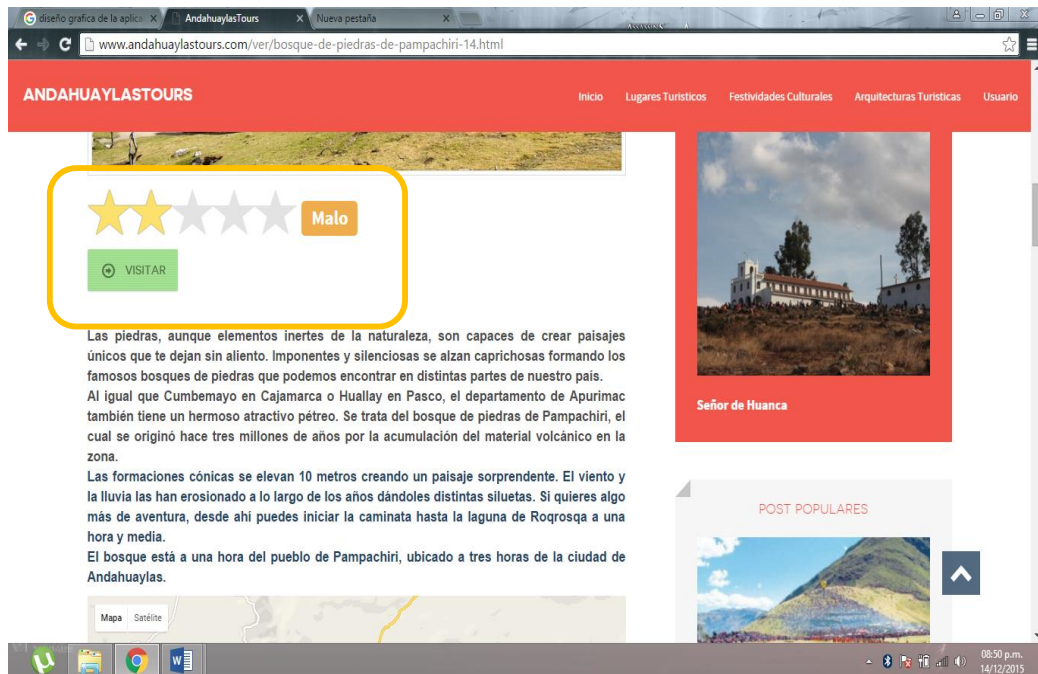 diseño grafica de la aplica
AndahuaylasTours
Nueva pestaña
www.andahuaylastours.com/ver/bosque-de-piedras-de-pampachiri-14.html
ANDAHUAYLASTOURS
Inicio Lugares Turisticos Festividades Culturales Arquitecturas Turisticas Usuario
Malo
VISITAR
Las piedras, aunque elementos inertes de la naturaleza, son capaces de crear paisajes
únicos que te dejan sin aliento. Imponentes y silenciosas se alzan caprichosas formando los
famosos bosques de piedras que podemos encontrar en distintas partes de nuestro país.
Al igual que Cumbemayo en Cajamarca o Huallay en Pasco, el departamento de Apurimac
también tiene un hermoso atractivo pétreo. Se trata del bosque de piedras de Pampachiri, el
cual se originó hace tres millones de años por la acumulación del material volcánico en la
zona.
Las formaciones cónicas se elevan 10 metros creando un paisaje sorprendente. El viento y
la lluvia las han erosionado a lo largo de los años dándoles distintas siluetas. Si quieres algo
más de aventura, desde ahí puedes iniciar la caminata hasta la laguna de Roqrosqa a una
hora y media.
El bosque está a una hora del pueblo de Pampachiri, ubicado a tres horas de la ciudad de
Andahuaylas.
Mapa Satélite
Señor de Huanca
POST POPULARES
08:50 p.m.
14/12/2015